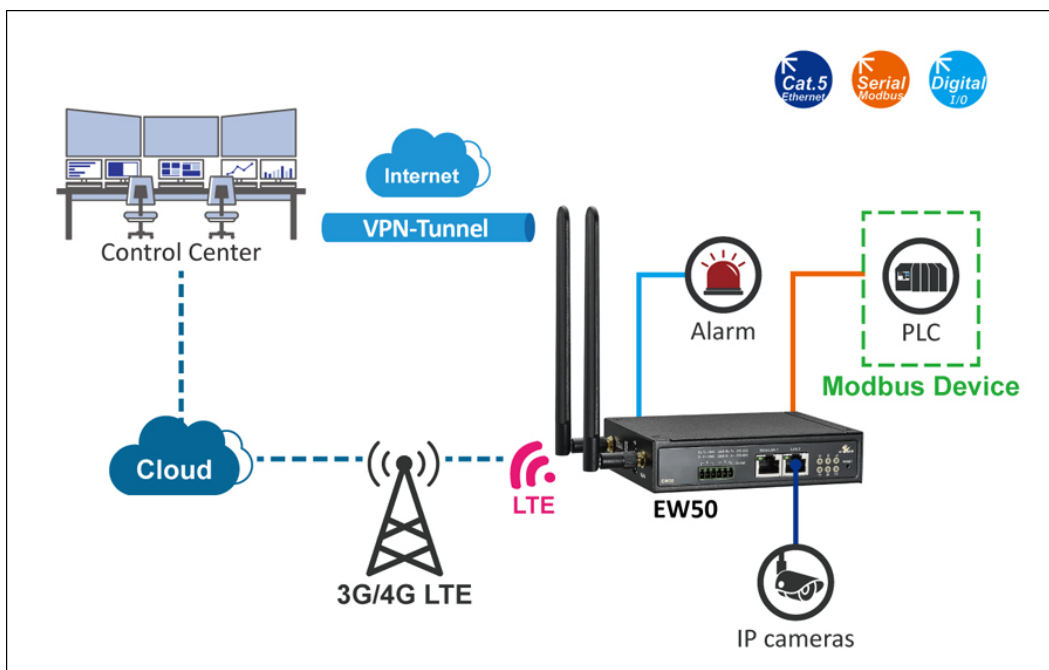 Cat.5
Ethernet
Serial
Modbus
Digital
I/O
Internet
VPN-Tunnel
Control Center
Alarm
PLC
Modbus Device
Cloud
LTE
EW50
3G/4G LTE
IP cameras